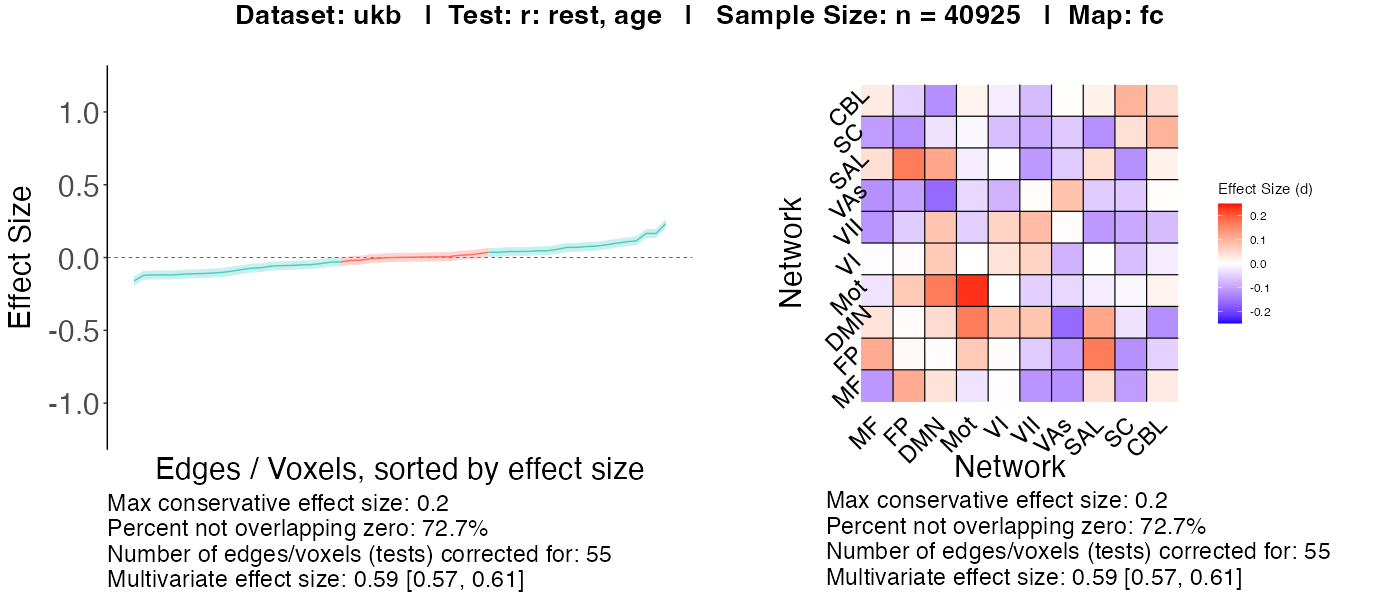 Dataset: ukb | Test: r: rest, age | Sample Size: n = 40925 | Map: fc
Effect Size
1.0
0.5
0.0
-0.5
-1.0
Edges / Voxels, sorted by effect size
Max conservative effect size: 0.2
Percent not overlapping zero: 72.7%
Number of edges/voxels (tests) corrected for: 55
Multivariate effect size: 0.59 [0.57, 0.61]
Network
CBL
SC
SAL
VAs
VII
VI
Mot
DMN
FP
MF
MF
FP
DMN
Mot
VI
VII
VAs
SAL
SC
CBL
Network
Effect Size (d)
0.2
0.1
0.0
-0.1
-0.2
Max conservative effect size: 0.2
Percent not overlapping zero: 72.7%
Number of edges/voxels (tests) corrected for: 55
Multivariate effect size: 0.59 [0.57, 0.61]